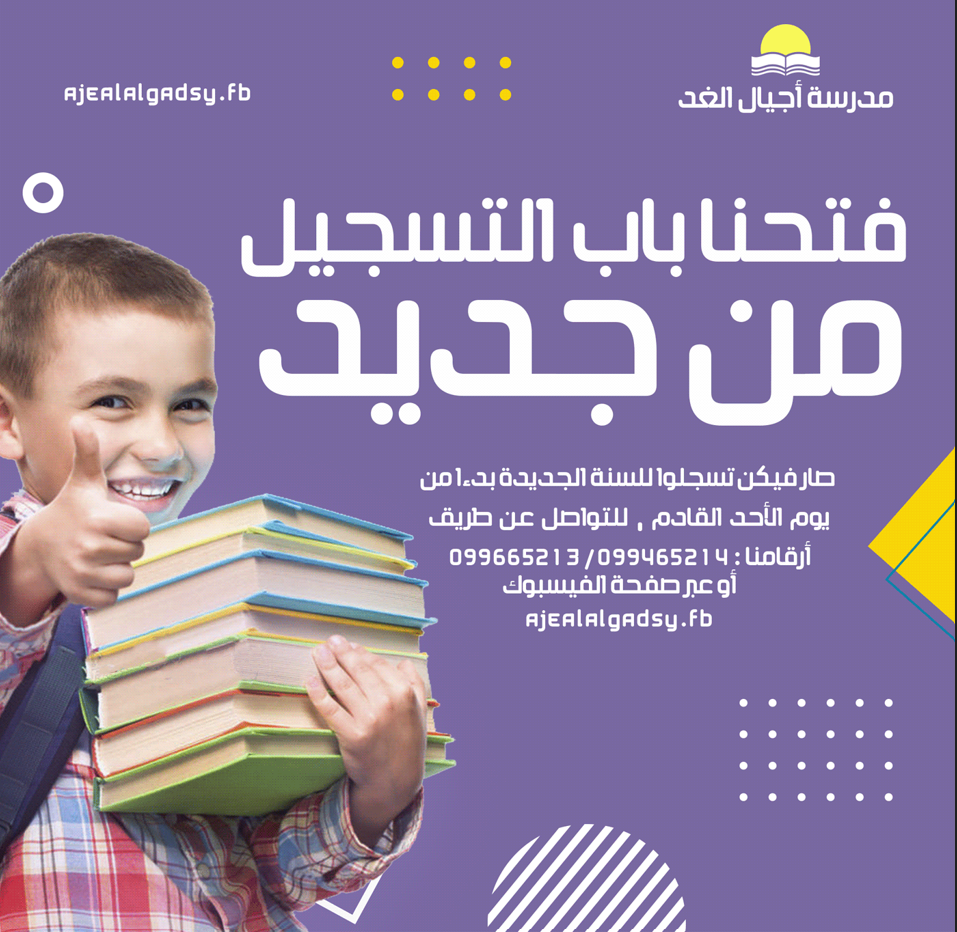 مدرسة أجيال الغد
ajealalgadsy.fb
فتحنا باب التسجيل
من جديد
صار فيكن تسجلوا للسنة الجديدة بدءا من
يوم الأحد القادم , للتواصل عن طريف
أرقامنا : 099465214 / 099665213
أو عبر صفحة الفيسبوك
ajealalgadsy.fb